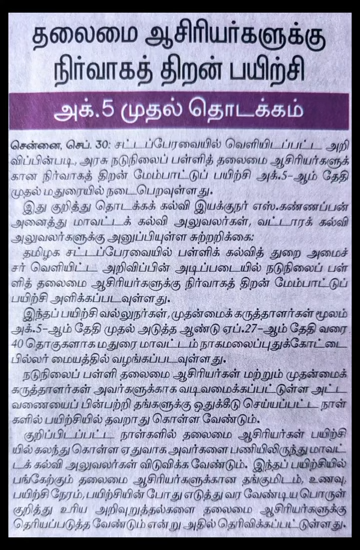 தலைமை ஆசிரியர்களுக்கு
நிர்வாகத் திறன் பயிற்சி
அக்.5 முதல் தொடக்கம்
சென்னை, செப். 30: சட்டப்பேரவையில் வெளியிடப்பட்ட அறி
விப்பின்படி, அரசு நடுநிலைப் பள்ளித் தலைமை ஆசிரியர்களுக்
கான நிர்வாகத் திறன் மேம்பாட்டுப் பயிற்சி அக்.5-ஆம் தேதி
முதல் மதுரையில் நடைபெறவுள்ளது.
இது குறித்து தொடக்கக் கல்வி இயக்குநர் எஸ்.கண்ணப்பன்
அனைத்து மாவட்டக் கல்வி அலுவலர்கள், வட்டாரக் கல்வி
அலுவலர்களுக்கு அனுப்பியுள்ள சுற்றறிக்கை:
தமிழக சட்டப்பேரவையில் பள்ளிக் கல்வித் துறை அமைச்
சர் வெளியிட்ட அறிவிப்பின் அடிப்படையில் நடுநிலைப் பள்
ளித் தலைமை ஆசிரியர்களுக்கு நிர்வாகத் திறன் மேம்பாட்டுப்
பயிற்சி அளிக்கப்படவுள்ளது.
இந்தப் பயிற்சி வல்லுநர்கள், முதன்மைக் கருத்தாளர்கள் மூலம்
அக்.5-ஆம் தேதி முதல் அடுத்த ஆண்டு ஏப்.27-ஆம் தேதி வரை
40 தொகுகளாக மதுரை மாவட்டம் நாகமலைப்புதுக்கோட்டை
பில்லர் மையத்தில் வழங்கப்படவுள்ளது.
நடுநிலைப் பள்ளி தலைமை ஆசிரியர்கள் மற்றும் முதன்மைக்
கருத்தாளர்கள் அவர்களுக்காக வடிவமைக்கப்பட்டுள்ள அட்ட
வணையைப் பின்பற்றி தங்களுக்கு ஒதுக்கீடு செய்யப்பட்ட நாள்
களில் பயிற்சியில் தவறாது கொள்ள வேண்டும்.
குறிப்பிடப்பட்ட நாள்களில் தலைமை ஆசிரியர்கள் பயிற்சி
யில் கலந்து கொள்ள ஏதுவாக அவர்களை பணியிலிருந்து மாவட்
டக் கல்வி அலுவலர்கள் விடுவிக்க வேண்டும். இந்தப் பயிற்சியில்
பங்கேற்கும் தலைமை ஆசிரியர்களுக்கான தங்குமிடம், உணவு,
பயிற்சி நேரம், பயிற்சியின் போது எடுத்து வர வேண்டிய பொருள்
குறித்து உரிய அறிவுறுத்தல்களை தலைமை ஆசிரியர்களுக்கு
தெரியப்படுத்த வேண்டும் என்று அதில் தெரிவிக்கப்பட்டுள்ளது.